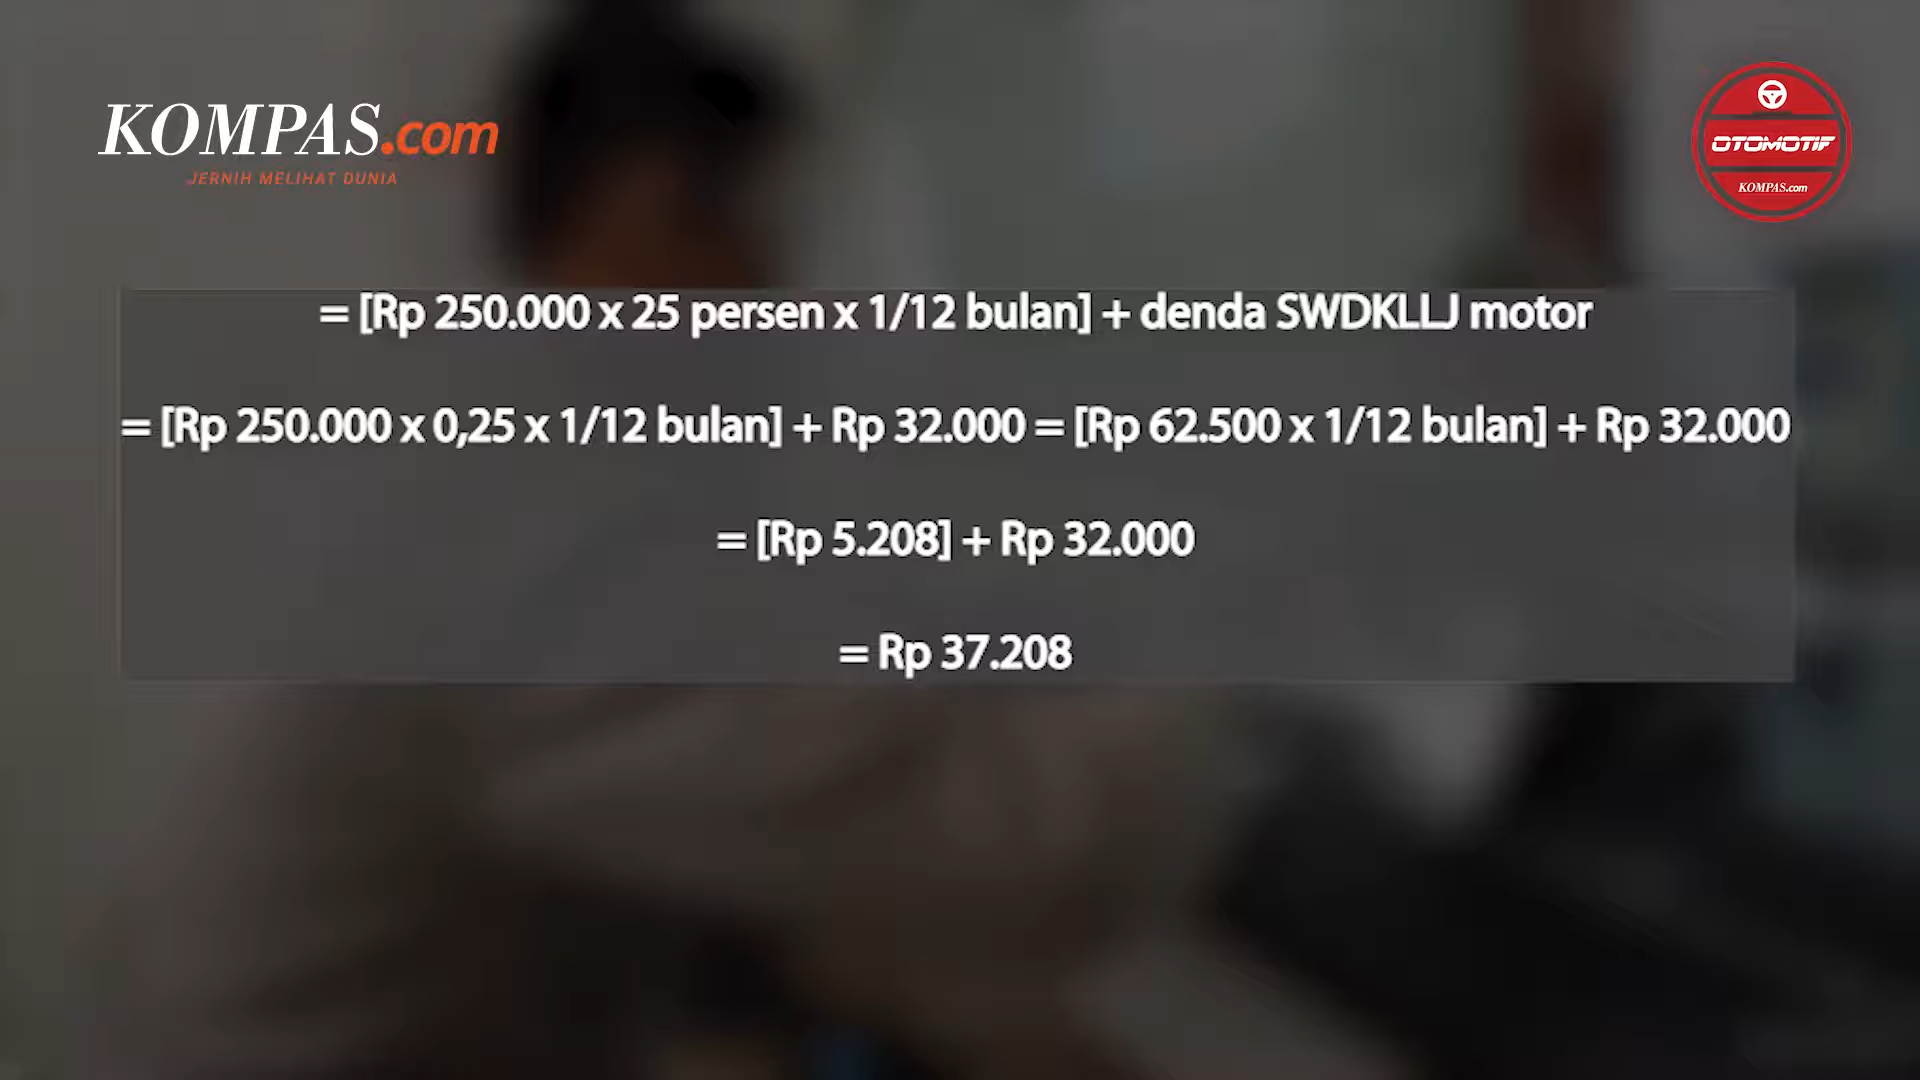 KOMPAS.com
JERNIH MELIHAT DUNIA
OTOMOTIF
KOMPAS.com
= [Rp 250.000 x 25 persen x 1/12 bulan] + denda SWDKLLJ motor
= [Rp 250.000 x 0,25 x 1/12 bulan] + Rp 32.000 = [Rp 62.500 x 1/12 bulan] + Rp 32.000
= [Rp 5.208] + Rp 32.000
= Rp 37.208